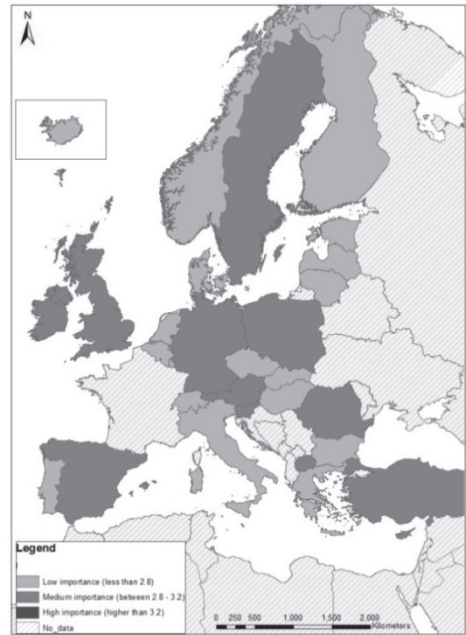 N
Legend
Low importance (less than 2.8)
Medium importance (between 2.8 - 3.2)
High importance (higher than 3.2)
No_data
0 250 500 1,000 1,500 2,000
Kilometers